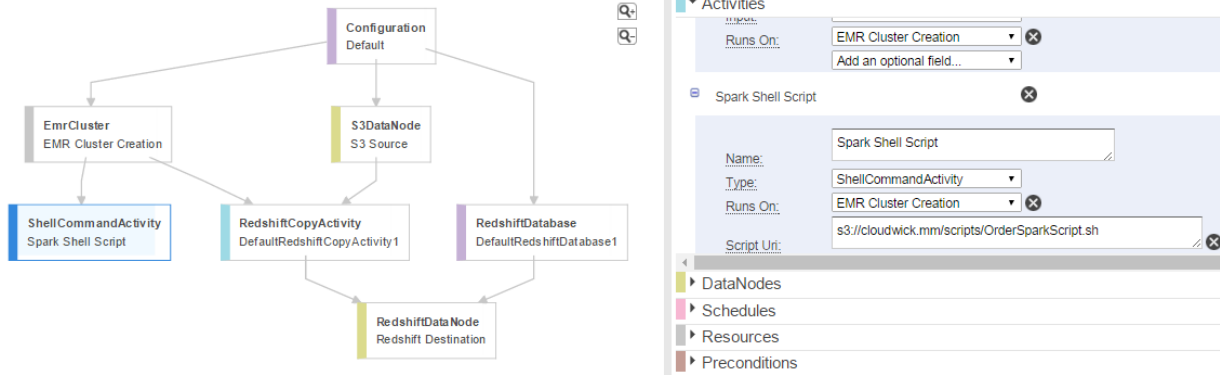 Configuration
Default
EmrCluster
EMR Cluster Creation
S3DataNode
S3 Source
ShellCommandActivity
Spark Shell Script
RedshiftCopyActivity
DefaultRedshiftCopyActivity1
RedshiftDatabase
DefaultRedshiftDatabase1
RedshiftDataNode
Redshift Destination
Activities
Input:
Runs On: EMR Cluster Creation
Add an optional field...
Spark Shell Script
Name: Spark Shell Script
Type: ShellCommandActivity
Runs On: EMR Cluster Creation
Script Uri: s3://cloudwick.mm/scripts/OrderSparkScript.sh
DataNodes
Schedules
Resources
Preconditions